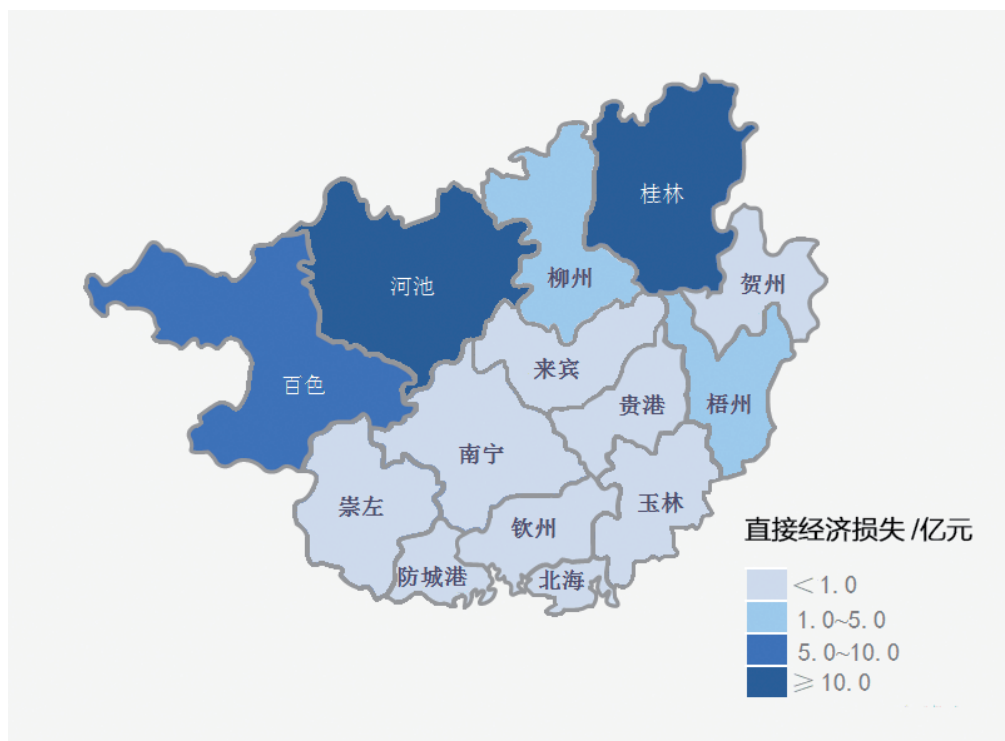 桂林
柳州
贺州
河池
来宾
百色
贵港
梧州
南宁
崇左
玉林
钦州
防城港
北海
直接经济损失/亿元
＜1.0
1.0~5.0
5.0~10.0
≥10.0